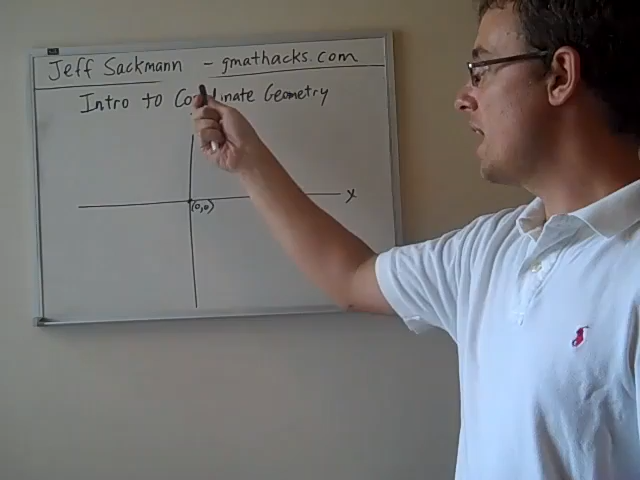 Jeff Sackmann - gmathacks.com
Intro to Coordinate Geometry
x
(0,0)